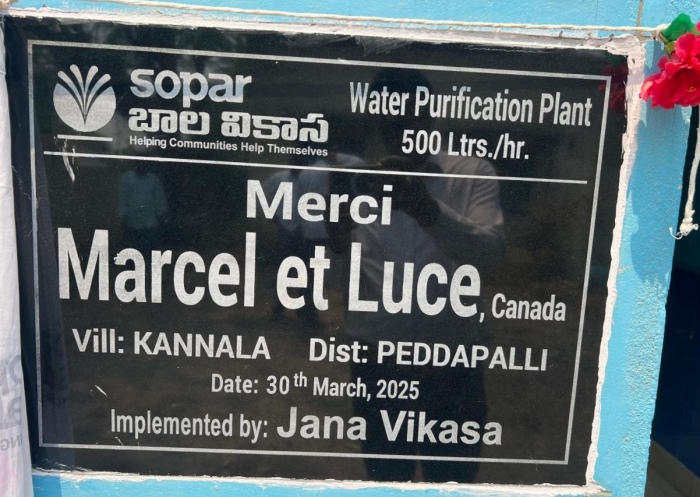 sopar
బాల వికాస
Helping Communities Help Themselves
Water Purification Plant
500 Ltrs./hr.
Merci
Marcel et Luce, Canada
Vill: KANNALA Dist: PEDDAPALLI
Date: 30th March, 2025
Implemented by: Jana Vikasa